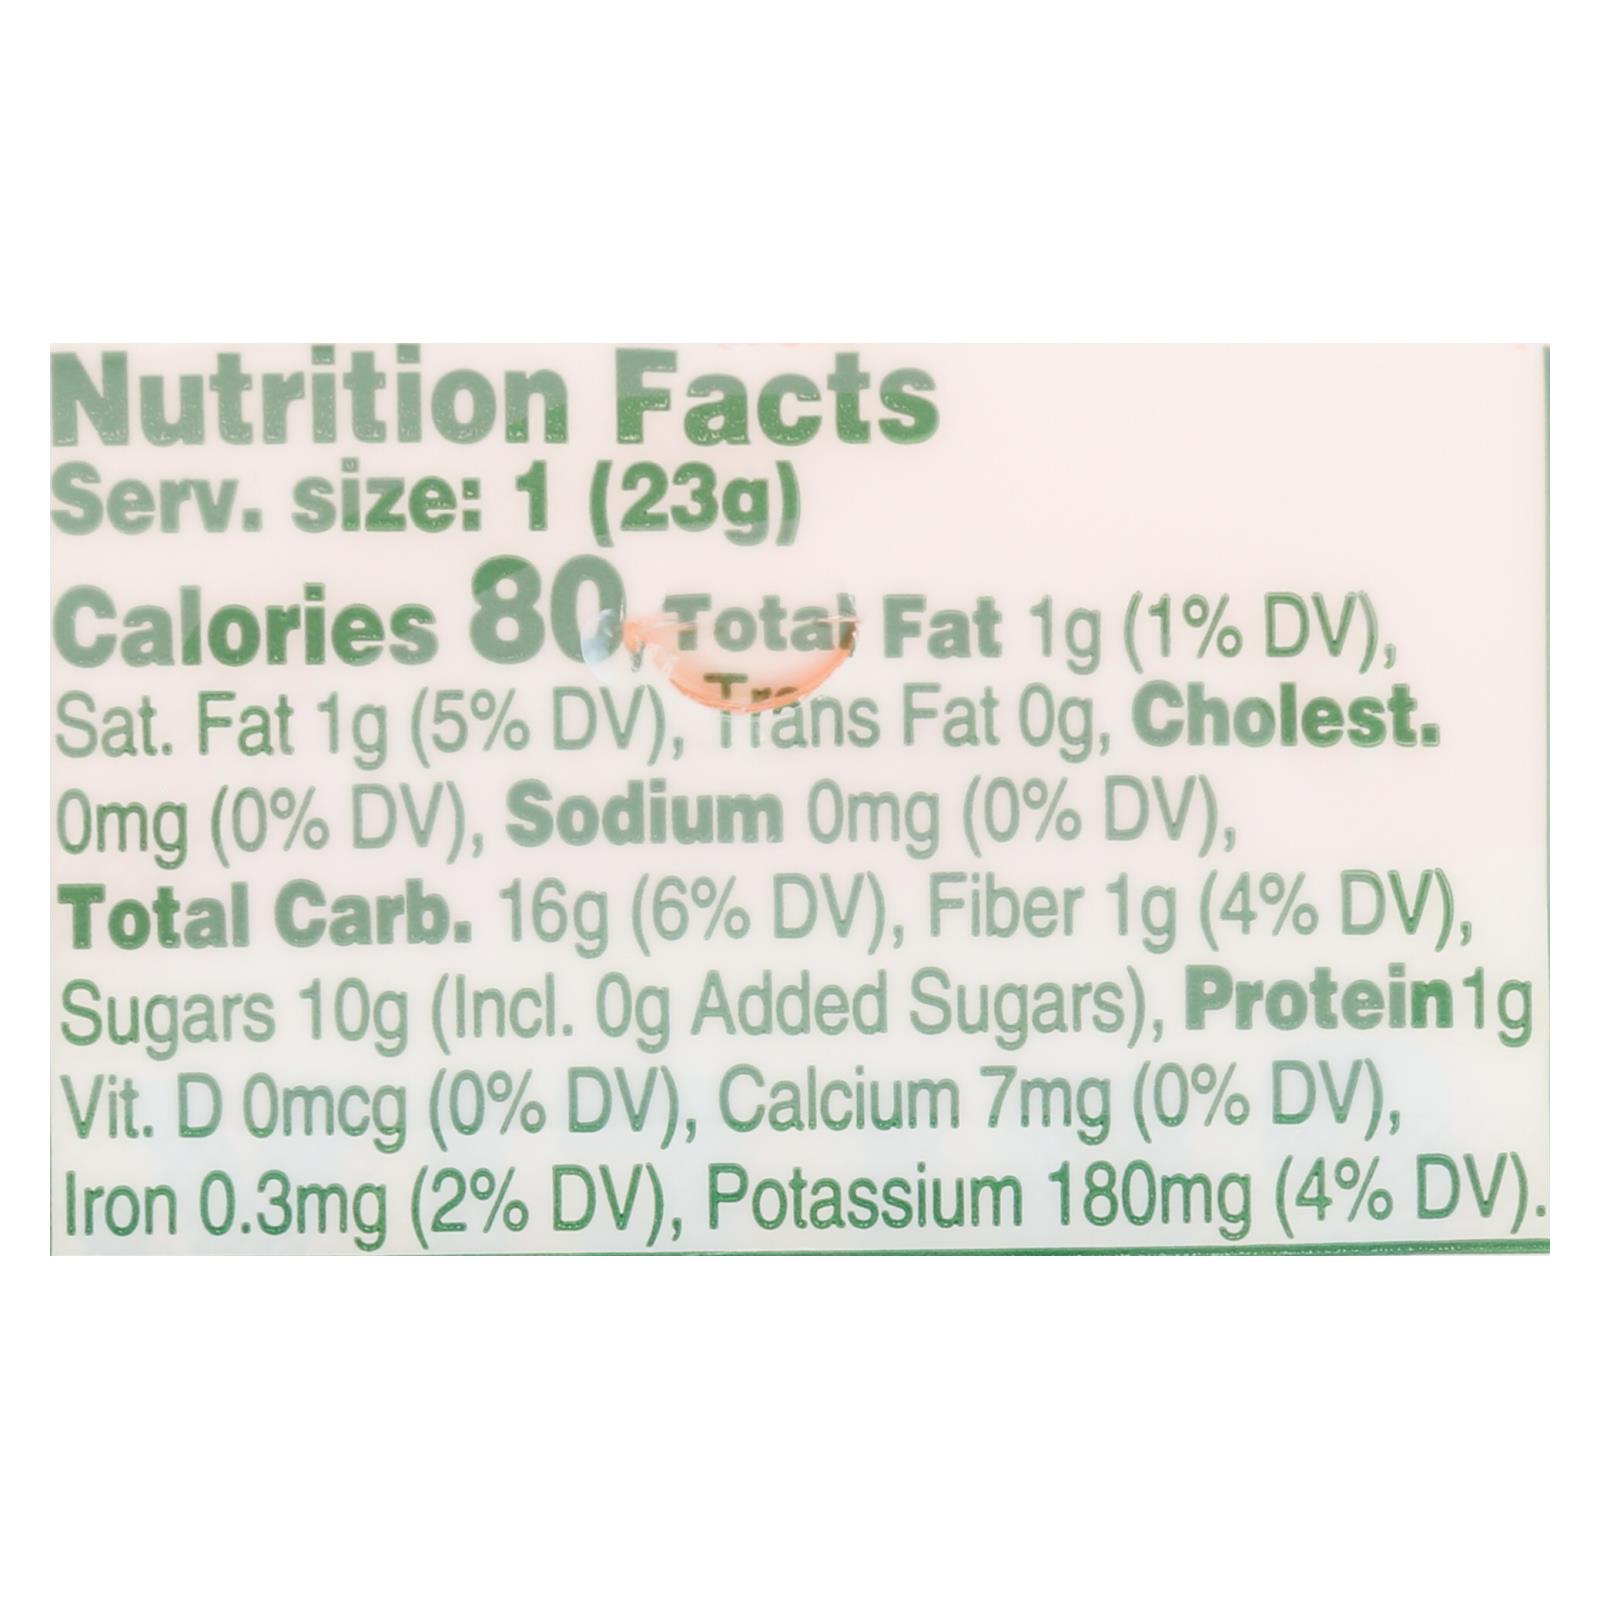 Nutrition Facts
Serv. size: 1 (23g)
Calories 80 Total Fat 1g (1% DV),
Sat. Fat 1g (5% DV), Trans Fat 0g, Cholest.
0mg (0% DV), Sodium 0mg (0% DV),
Total Carb. 16g (6% DV), Fiber 1g (4% DV),
Sugars 10g (Incl. 0g Added Sugars), Protein 1g
Vit. D 0mcg (0% DV), Calcium 7mg (0% DV),
Iron 0.3mg (2% DV), Potassium 180mg (4% DV).